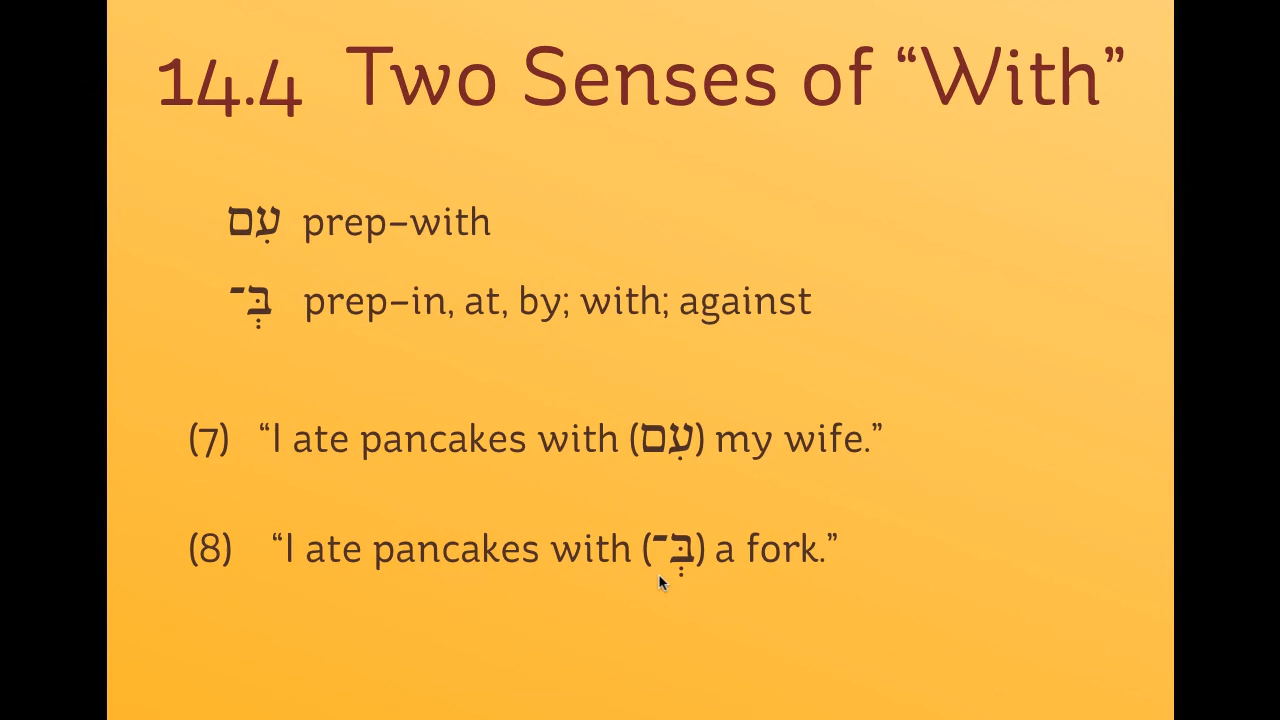 14.4 Two Senses of “With”
עִם prep–with
בְּ־ prep–in, at, by; with; against
(7) “I ate pancakes with (עִם) my wife.”
(8) “I ate pancakes with (בְּ־) a fork.”